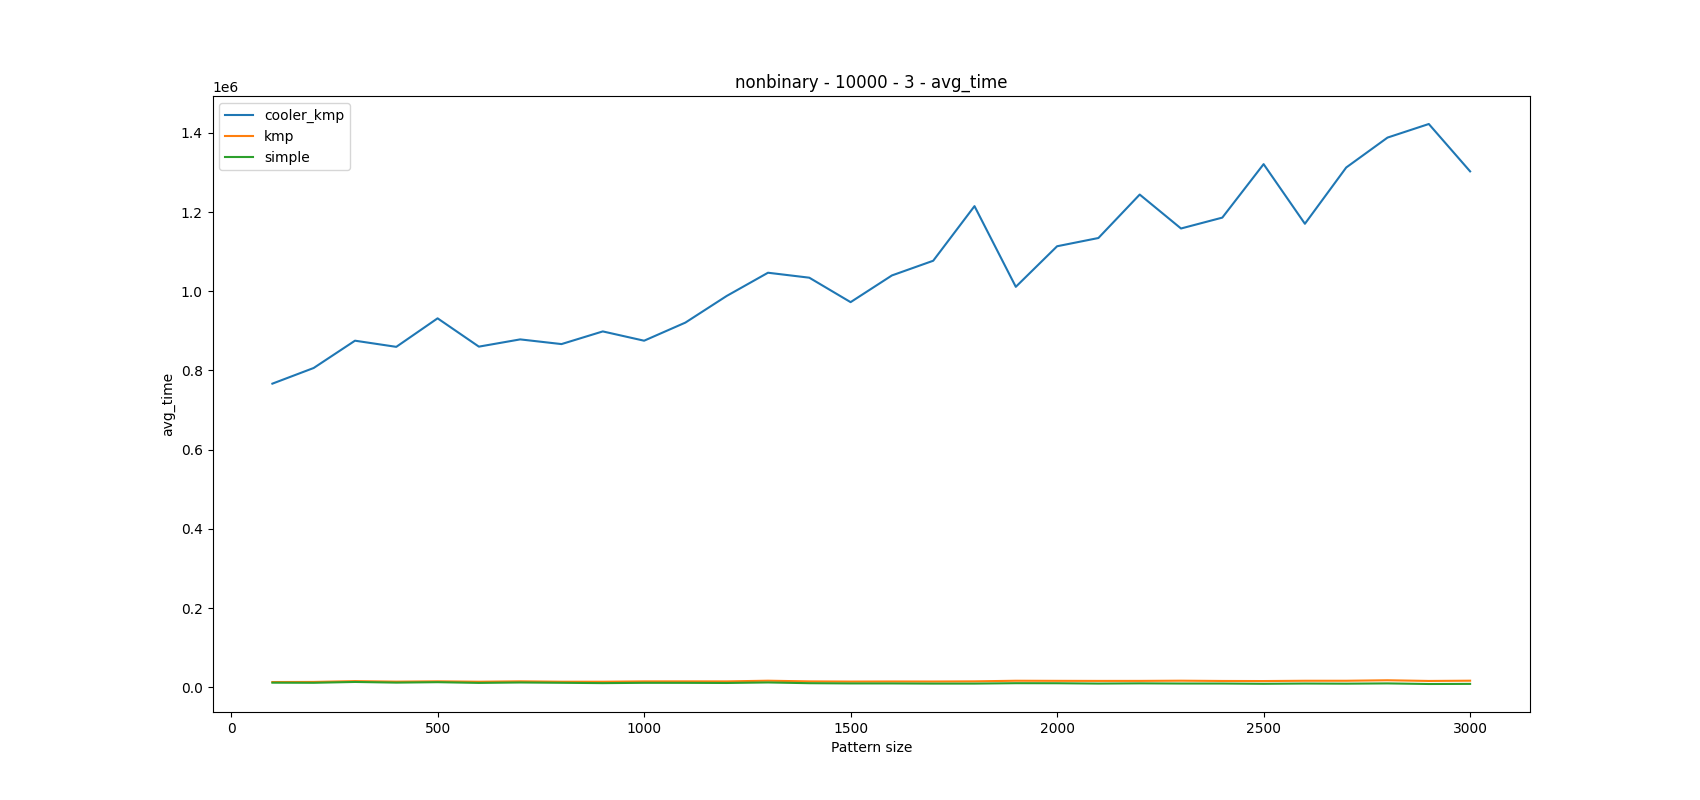 nonbinary - 10000 - 3 - avg_time
1e6
cooler_kmp
kmp
simple
1.4
1.2
1.0
0.8
0.6
0.4
0.2
0.0
avg_time
0 500 1000 1500 2000 2500 3000
Pattern size